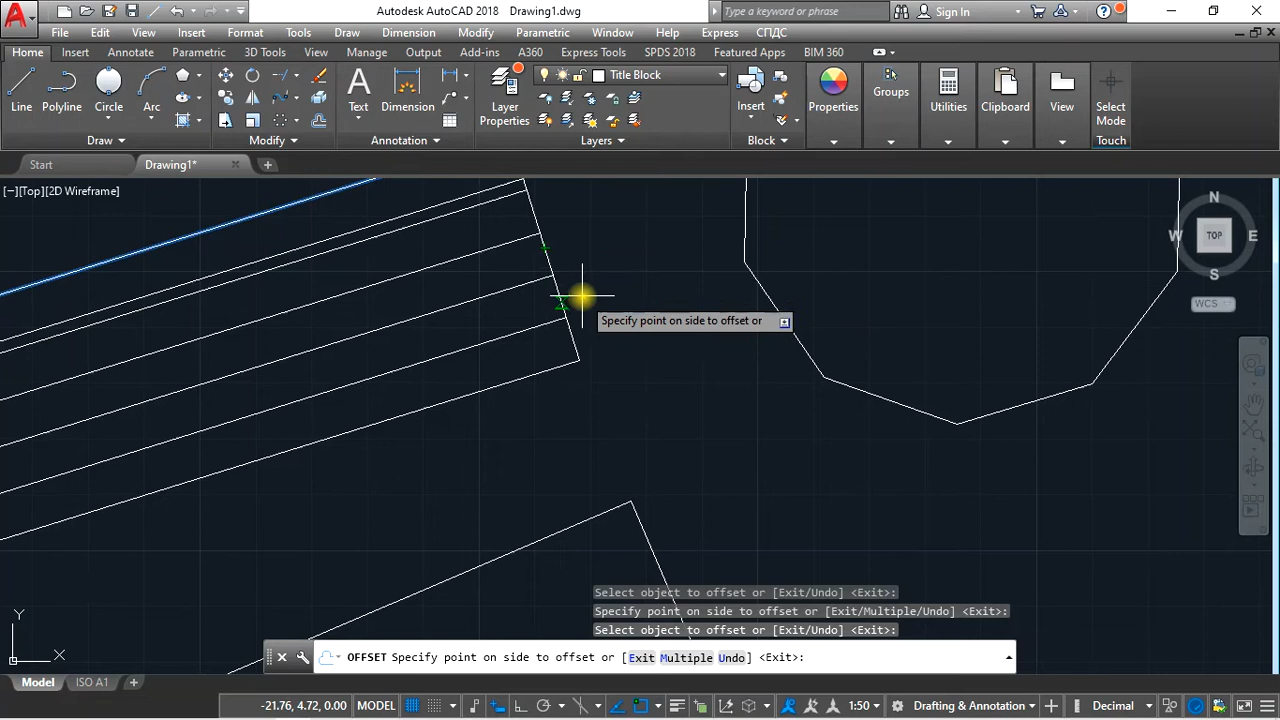 Autodesk AutoCAD 2018 Drawing1.dwg
Type a keyword or phrase
Sign In
File Edit View Insert Format Tools Draw Dimension Modify Parametric Window Help Express СПДС
Home Insert Annotate Parametric 3D Tools View Manage Output Add-ins A360 Express Tools SPDS 2018 Featured Apps BIM 360
Title Block
Line Polyline Circle Arc Text Dimension Layer Properties Insert Properties Groups Utilities Clipboard View Select Mode
Draw Modify Annotation Layers Block Touch
Start Drawing1*
[−][Top][2D Wireframe]
N
W TOP E
S
WCS
Specify point on side to offset or
Select object to offset or [Exit/Undo] <Exit>:
Specify point on side to offset or [Exit/Multiple/Undo] <Exit>:
Select object to offset or [Exit/Undo] <Exit>:
Y
X
OFFSET Specify point on side to offset or [Exit Multiple Undo] <Exit>:
Model ISO A1
-21.76, 4.72, 0.00 MODEL 1:50 Drafting & Annotation Decimal